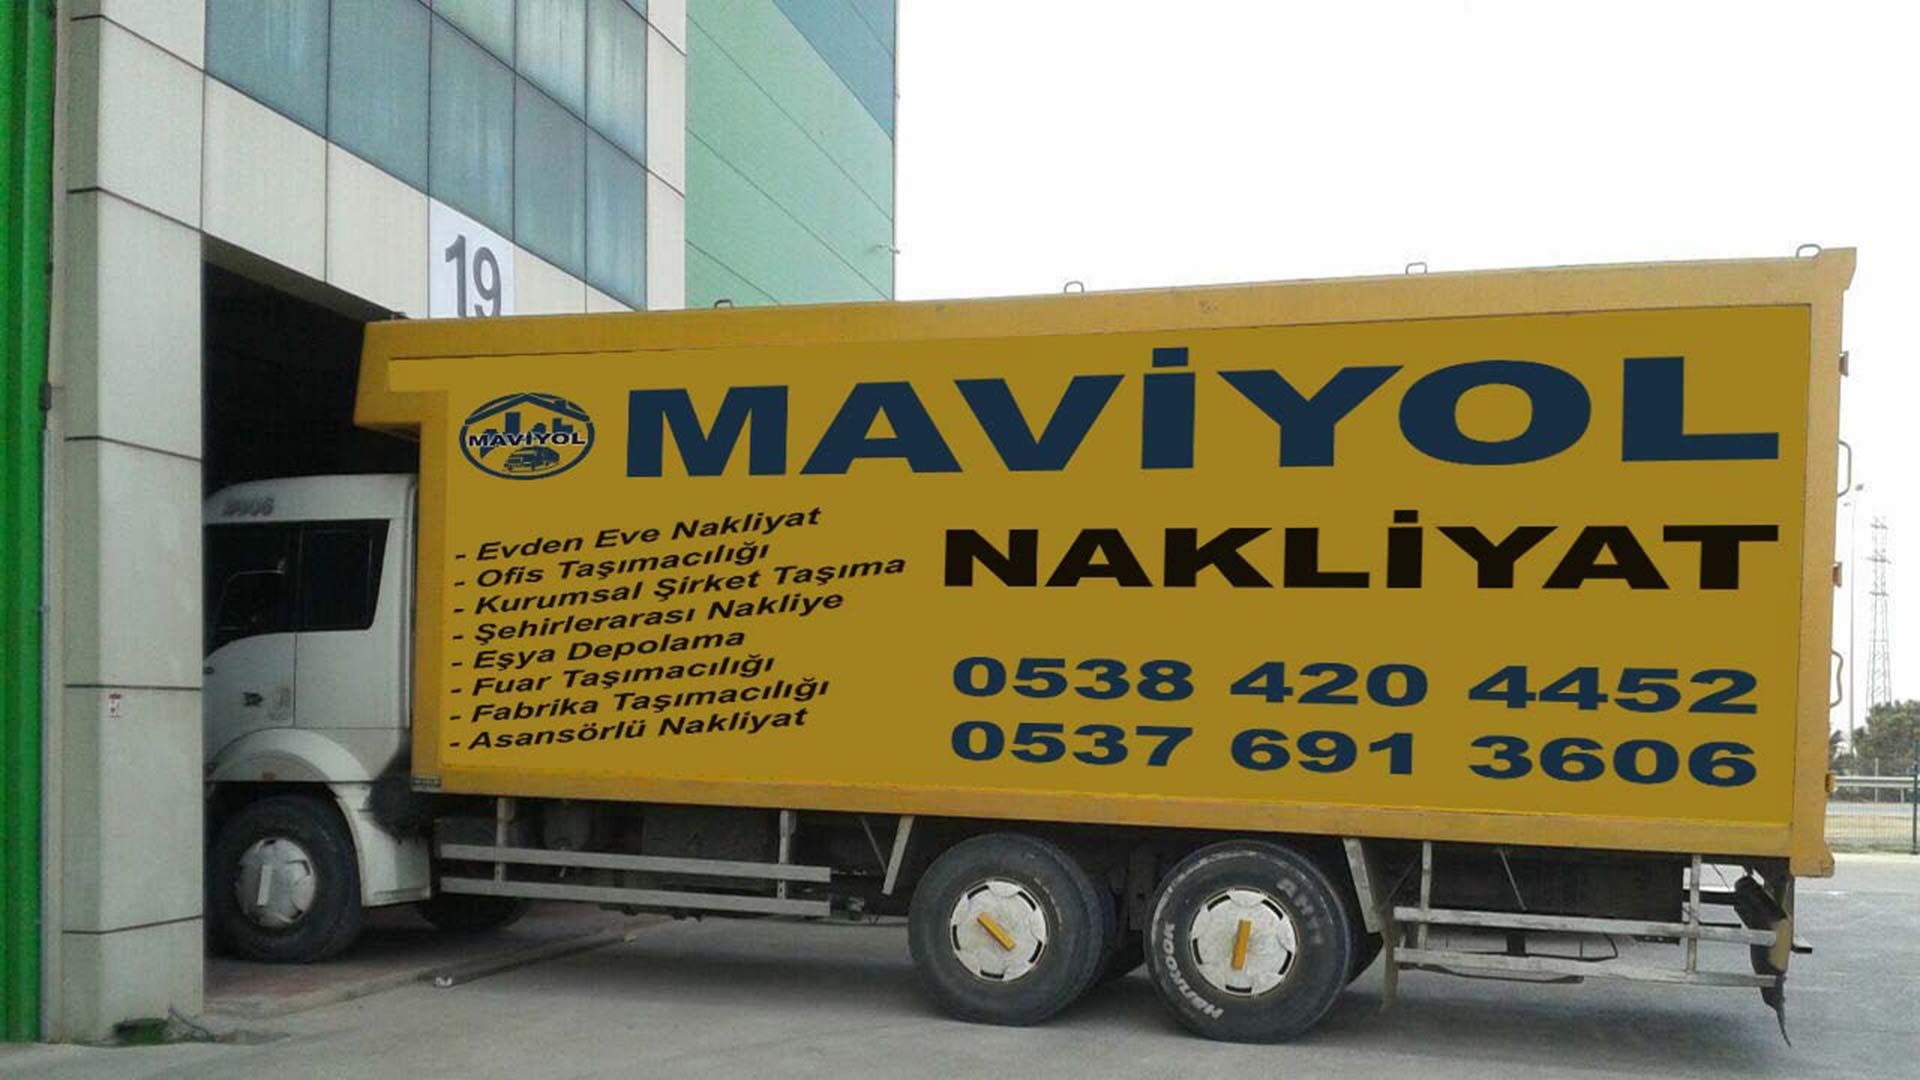 19
MAVİYOL
MAVİYOL
NAKLİYAT
- Evden Eve Nakliyat
- Ofis Taşımacılığı
- Kurumsal Şirket Taşıma
- Şehirlerarası Nakliye
- Eşya Depolama
- Fuar Taşımacılığı
- Fabrika Taşımacılığı
- Asansörlü Nakliyat
0538 420 4452
0537 691 3606
HANKOOK